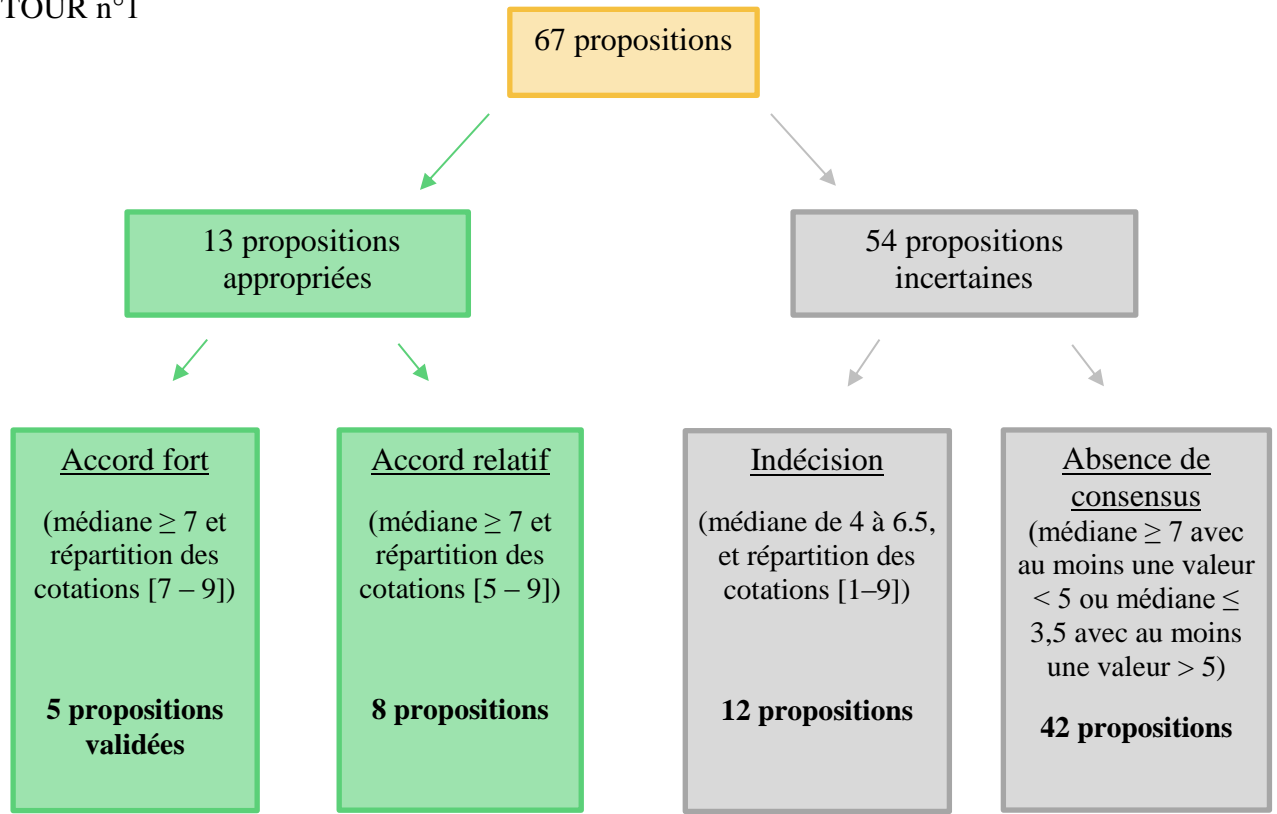 TOUR n°1
67 propositions
13 propositions
appropriées
54 propositions
incertaines
Accord fort
(médiane ≥ 7 et
répartition des
cotations [7 – 9])
5 propositions
validées
Accord relatif
(médiane ≥ 7 et
répartition des
cotations [5 – 9])
8 propositions
Indécision
(médiane de 4 à 6.5,
et répartition des
cotations [1–9])
12 propositions
Absence de
consensus
(médiane ≥ 7 avec
au moins une valeur
< 5 ou médiane ≤
3,5 avec au moins
une valeur > 5)
42 propositions